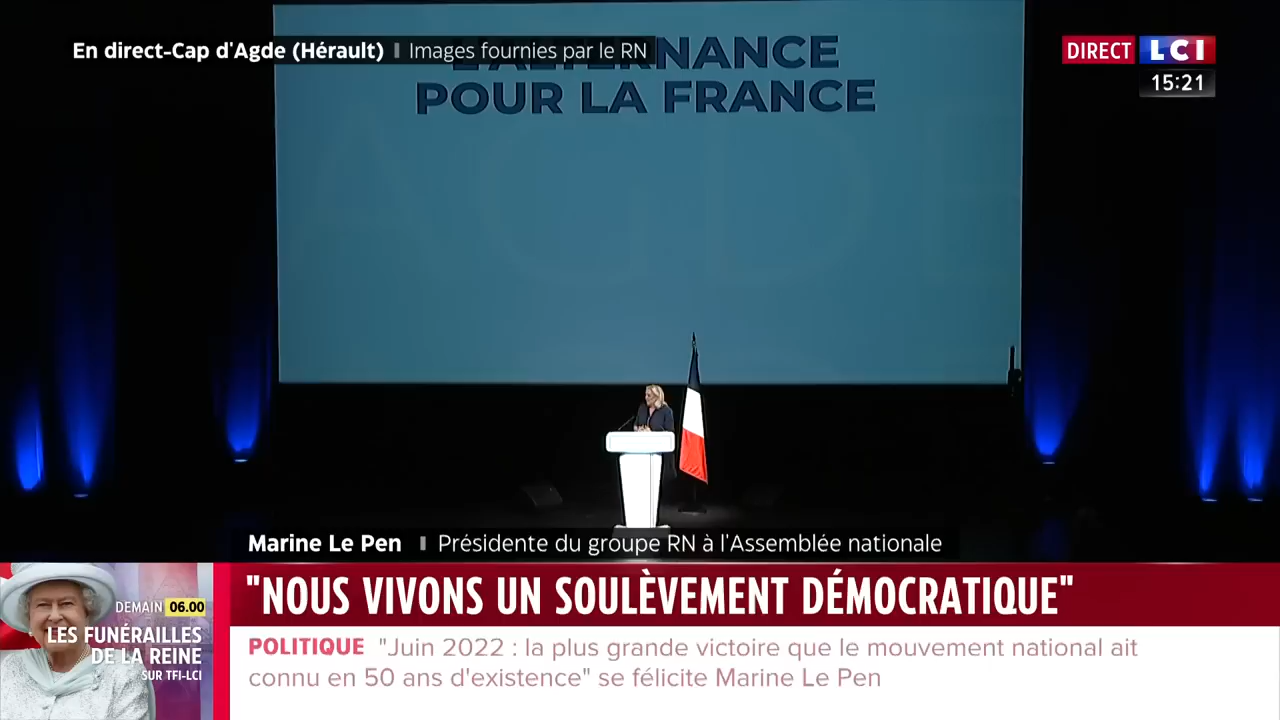 En direct-Cap d'Agde (Hérault) | Images fournies par le RN
DIRECT LCI
15:21
L'ALTERNANCE
POUR LA FRANCE
AGDE
Marine Le Pen | Présidente du groupe RN à l'Assemblée nationale
DEMAIN 06.00
LES FUNÉRAILLES
DE LA REINE
SUR TF1-LCI
"NOUS VIVONS UN SOULÈVEMENT DÉMOCRATIQUE"
POLITIQUE "Juin 2022 : la plus grande victoire que le mouvement national ait
connu en 50 ans d'existence" se félicite Marine Le Pen